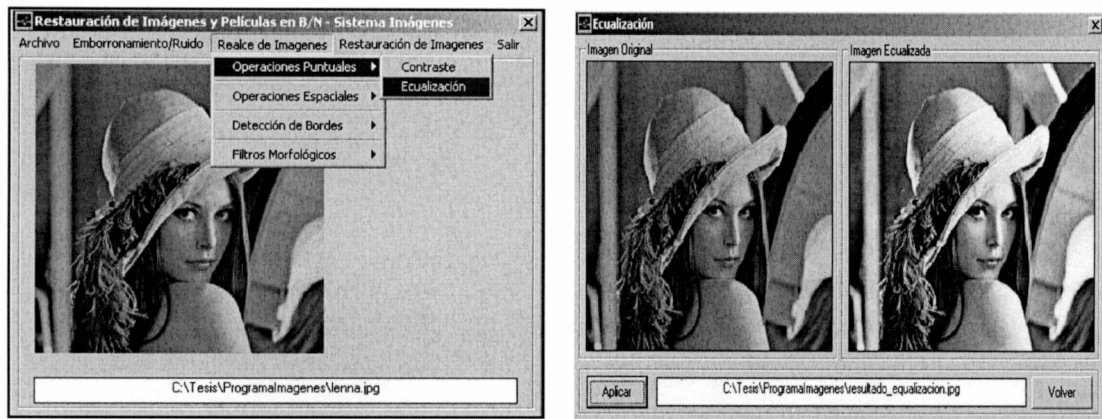 Restauración de Imágenes y Películas en B/N - Sistema Imágenes
Archivo Emborronamiento/Ruido Realce de Imagenes Restauración de Imagenes Salir
Operaciones Puntuales
Contraste
Ecualización
Operaciones Espaciales
Detección de Bordes
Filtros Morfológicos
C:\Tesis\ProgramaImagenes\lenna.jpg
Ecualización
Imagen Original
Imagen Ecualizada
Aplicar
C:\Tesis\ProgramaImagenes\resultado_equalizacion.jpg
Volver